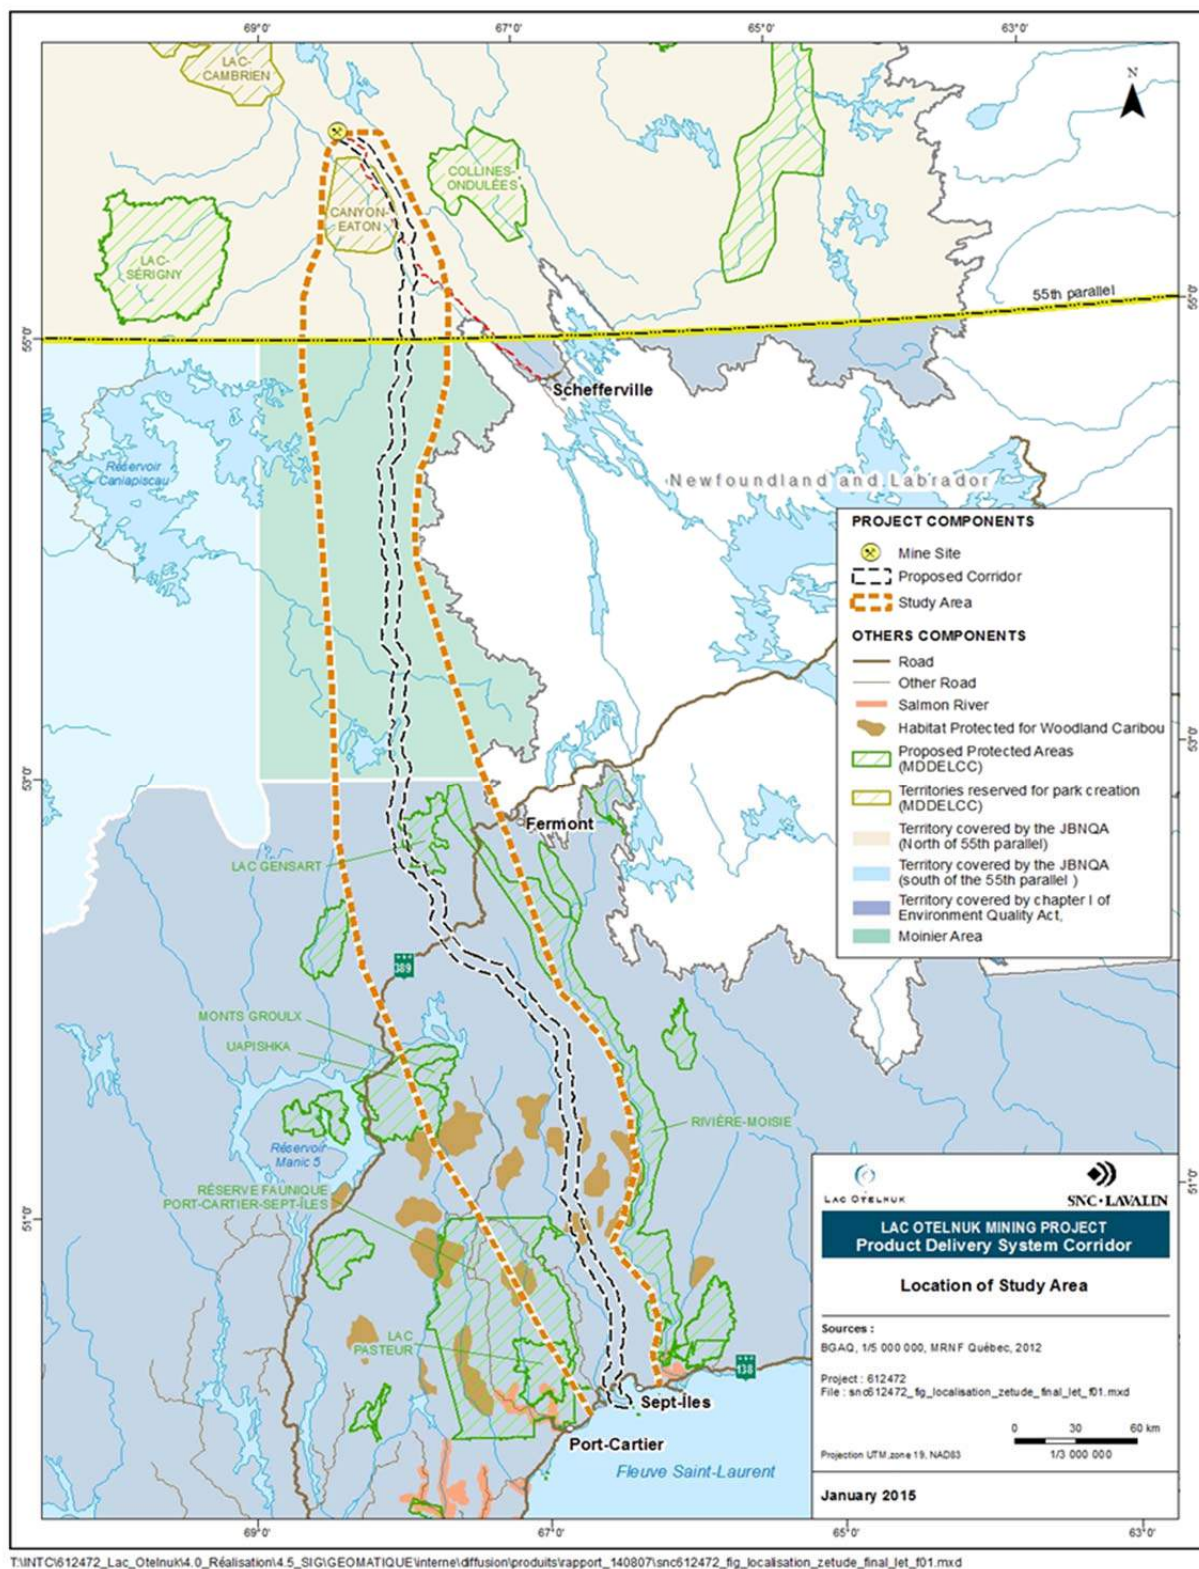 69°0'
67°0'
65°0'
63°0'
LAC-
CAMBRIEN
N
COLLINES-
ONDULÉES
CANYON-
EATON
LAC-
SÉRIGNY
55th parallel
55°0'
55°0'
Schefferville
Réservoir
Caniapiscau
Newfoundland and Labrador
PROJECT COMPONENTS
Mine Site
Proposed Corridor
Study Area
OTHERS COMPONENTS
Road
Other Road
Salmon River
Habitat Protected for Woodland Caribou
Proposed Protected Areas
(MDDELCC)
Territories reserved for park creation
(MDDELCC)
Territory covered by the JBNQA
(North of 55th parallel)
Territory covered by the JBNQA
(south of the 55th parallel )
Territory covered by chapter I of
Environment Quality Act,
Moinier Area
53°0'
53°0'
Fermont
LAC GENSART
389
MONTS GROULX
UAPISHKA
RIVIÈRE-MOISIE
Réservoir
Manic 5
RÉSERVE FAUNIQUE
PORT-CARTIER-SEPT-ÎLES
51°0'
51°0'
LAC OTELNUK
SNC•LAVALIN
LAC OTELNUK MINING PROJECT
Product Delivery System Corridor
Location of Study Area
LAC
PASTEUR
138
Sources :
BGAQ, 1/5 000 000, MRNF Québec, 2012
Project : 612472
File : snc612472_fig_localisation_zetude_final_let_f01.mxd
Sept-Îles
Port-Cartier
Fleuve Saint-Laurent
0 30 60 km
Projection UTM,zone 19, NAD83
1/3 000 000
January 2015
69°0'
67°0'
65°0'
63°0'
T:\INTC\612472_Lac_Otelnuk\4.0_Réalisation\4.5_SIG\GEOMATIQUE\interne\diffusion\produits\rapport_140807\snc612472_fig_localisation_zetude_final_let_f01.mxd